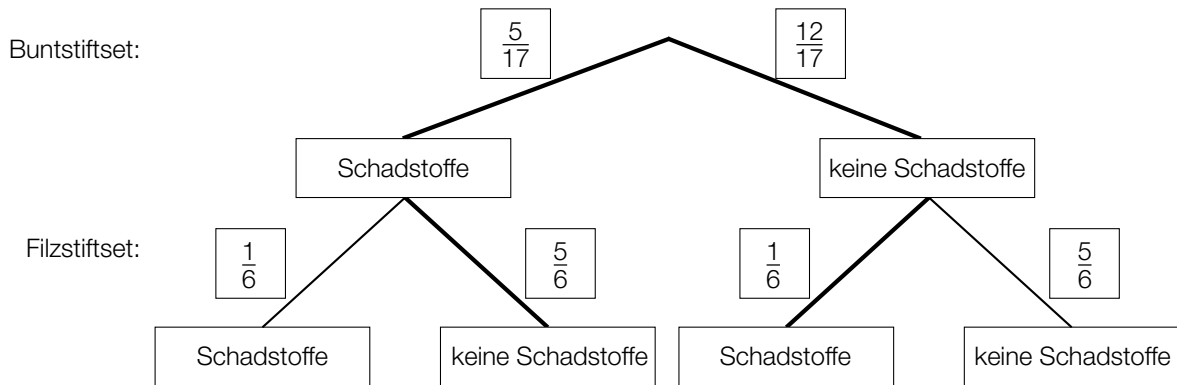 Buntstiftset:
5/17
12/17
Schadstoffe
keine Schadstoffe
Filzstiftset:
1/6
5/6
1/6
5/6
Schadstoffe
keine Schadstoffe
Schadstoffe
keine Schadstoffe